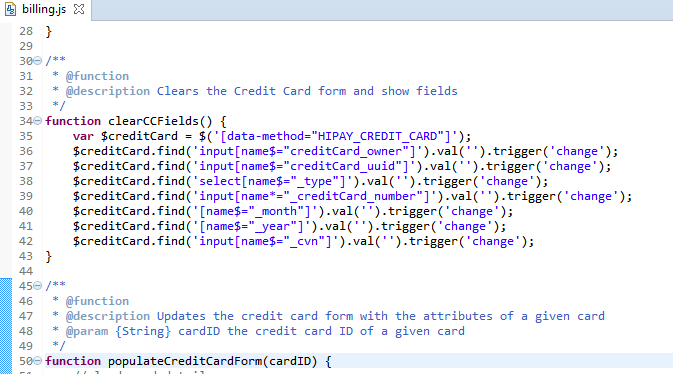 billing.js
28 }
29
30 /**
31  * @function
32  * @description Clears the Credit Card form and show fields
33  */
34 function clearCCFields() {
35     var $creditCard = $('[data-method="HIPAY_CREDIT_CARD"]');
36     $creditCard.find('input[name$="creditCard_owner"]').val('').trigger('change');
37     $creditCard.find('input[name$="creditCard_uuid"]').val('').trigger('change');
38     $creditCard.find('select[name$="_type"]').val('').trigger('change');
39     $creditCard.find('input[name*="_creditCard_number"]').val('').trigger('change');
40     $creditCard.find('[name$="_month"]').val('').trigger('change');
41     $creditCard.find('[name$="_year"]').val('').trigger('change');
42     $creditCard.find('input[name$="_cvn"]').val('').trigger('change');
43 }
44
45 /**
46  * @function
47  * @description Updates the credit card form with the attributes of a given card
48  * @param {String} cardID the credit card ID of a given card
49  */
50 function populateCreditCardForm(cardID) {